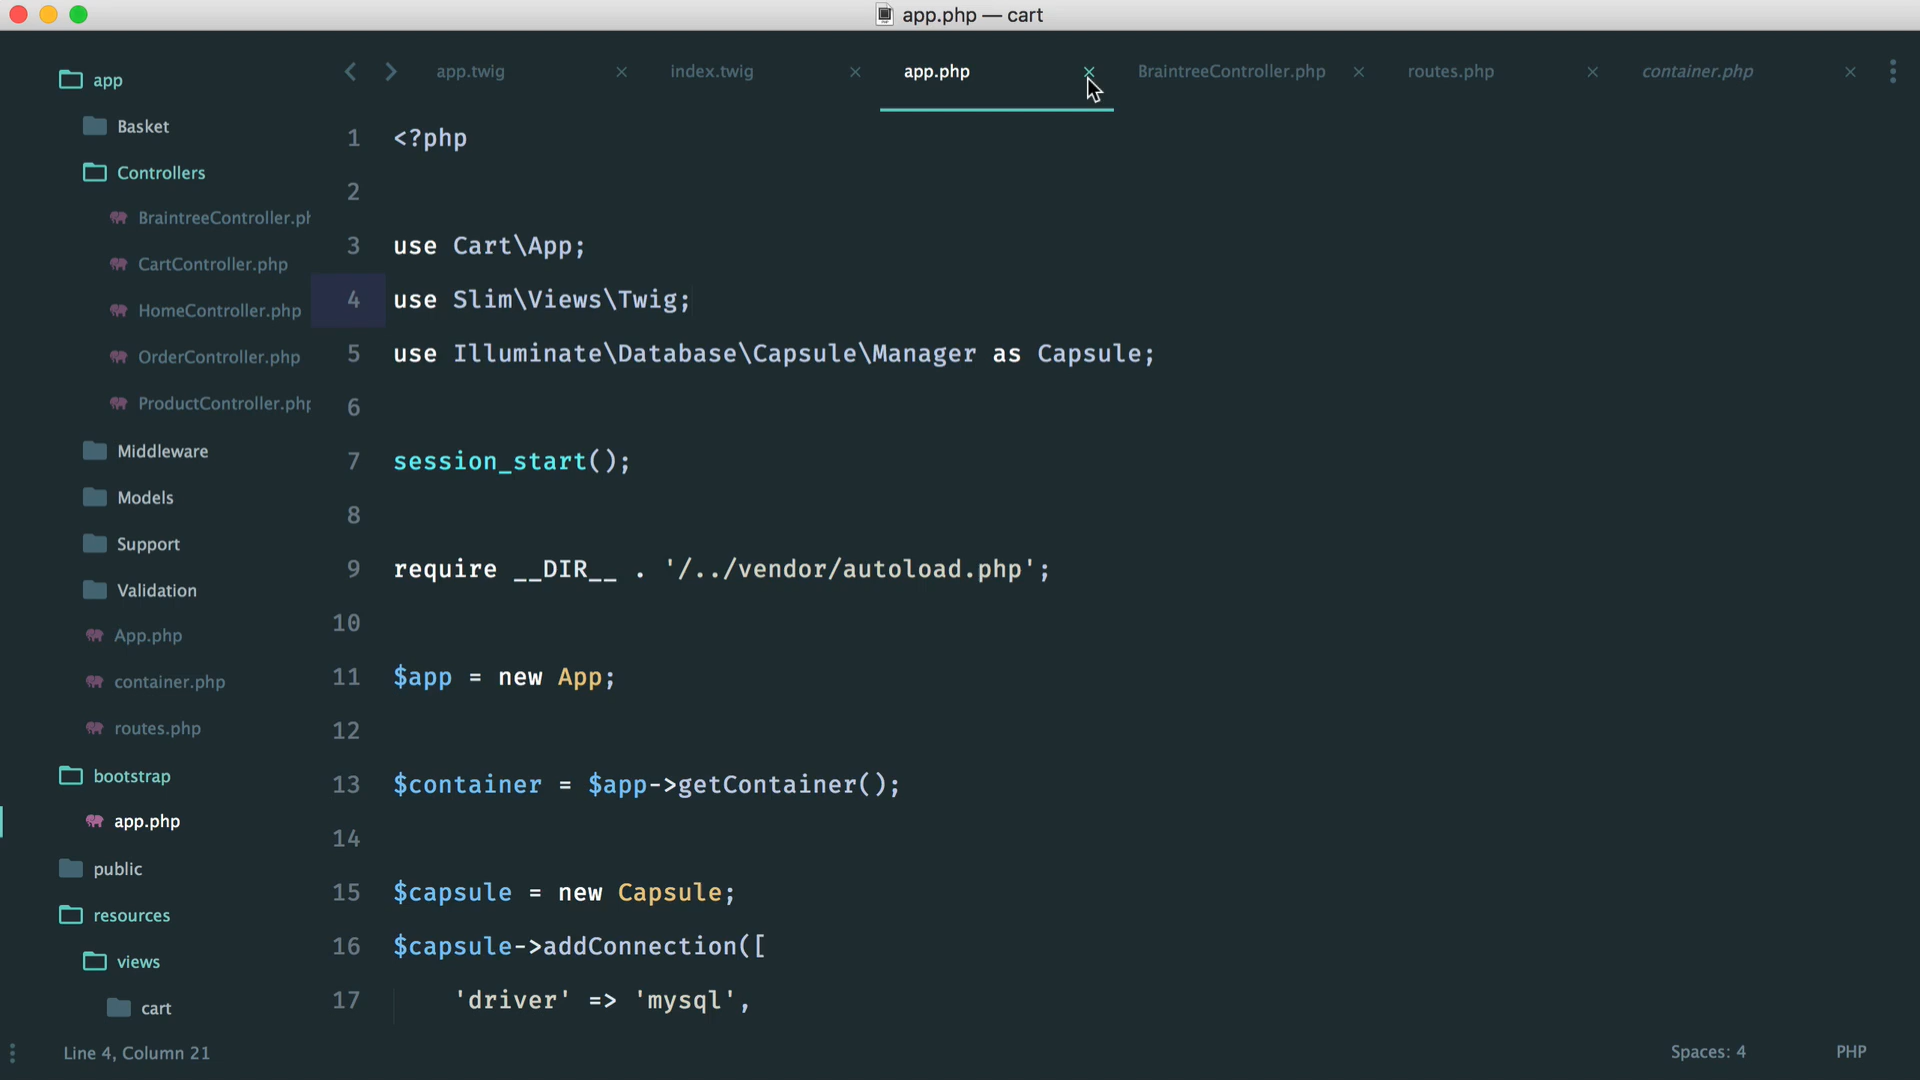 app.php — cart
app
Basket
Controllers
BraintreeController.ph
CartController.php
HomeController.php
OrderController.php
ProductController.php
Middleware
Models
Support
Validation
App.php
container.php
routes.php
bootstrap
app.php
public
resources
views
cart
app.twig
index.twig
app.php
BraintreeController.php
routes.php
container.php
1 <?php
2
3 use Cart\App;
4 use Slim\Views\Twig;
5 use Illuminate\Database\Capsule\Manager as Capsule;
6
7 session_start();
8
9 require __DIR__ . '/../vendor/autoload.php';
10
11 $app = new App;
12
13 $container = $app->getContainer();
14
15 $capsule = new Capsule;
16 $capsule->addConnection([
17 'driver' => 'mysql',
Line 4, Column 21
Spaces: 4
PHP